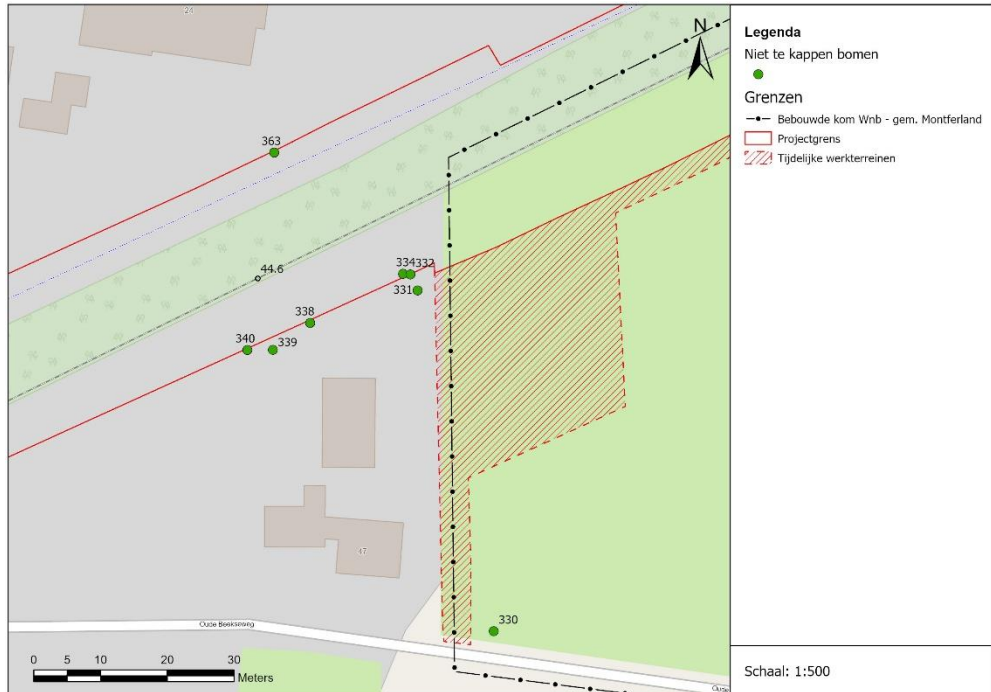 24
N
363
44.6
334 332
331
338
340
339
47
330
Oude Beekseweg
Oude
0 5 10 20 30
Meters
Legenda
Niet te kappen bomen
Grenzen
Bebouwde kom Wnb - gem. Montferland
Projectgrens
Tijdelijke werkterreinen
Schaal: 1:500